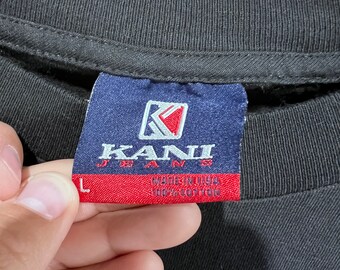 KANI
JEANS
L
MADE IN USA
100% COTTON